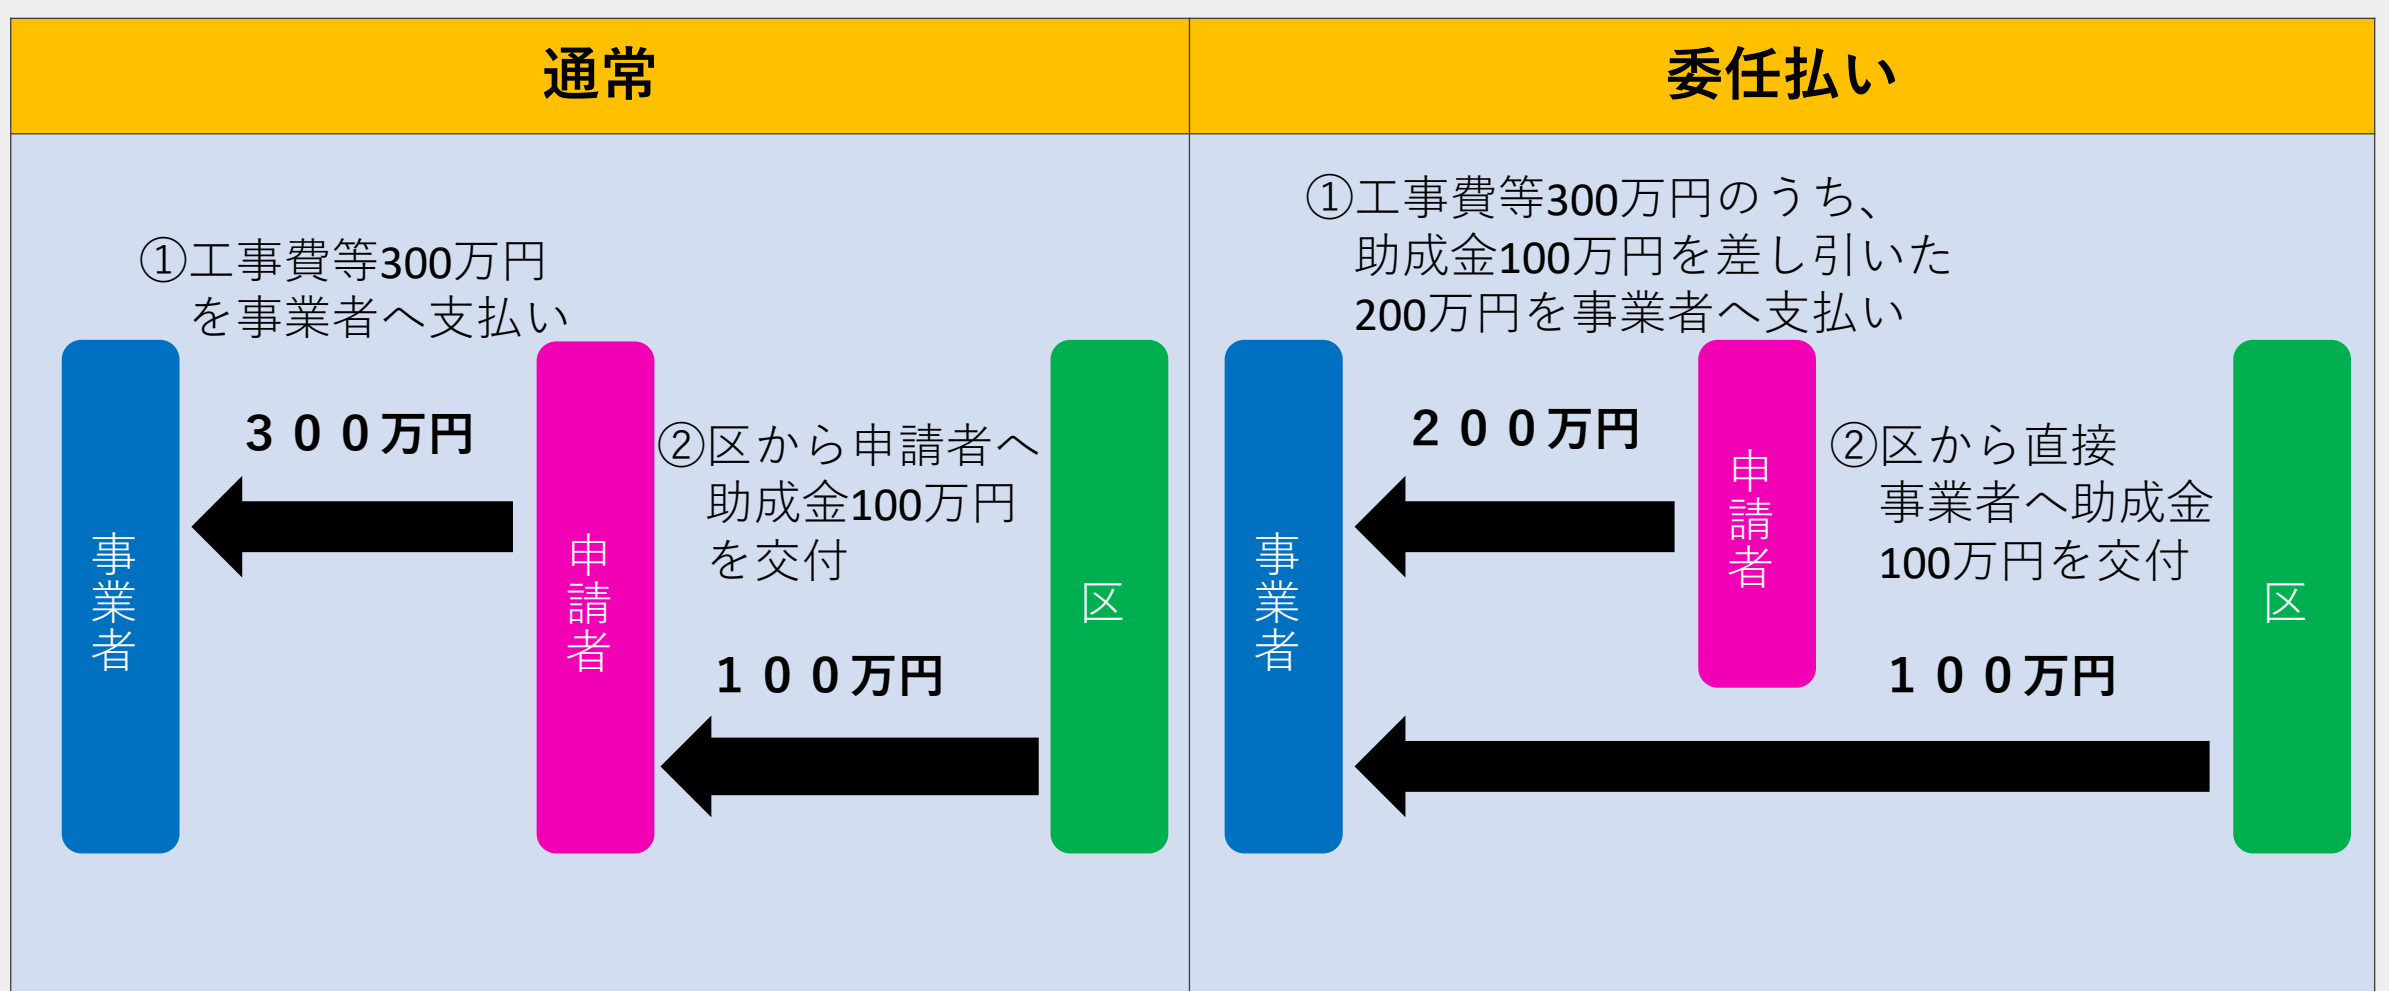 通常
①工事費等300万円
を事業者へ支払い
３００万円
②区から申請者へ
助成金100万円
を交付
１００万円
事業者
申請者
区
委任払い
①工事費等300万円のうち、
助成金100万円を差し引いた
200万円を事業者へ支払い
２００万円
②区から直接
事業者へ助成金
100万円を交付
１００万円
事業者
申請者
区